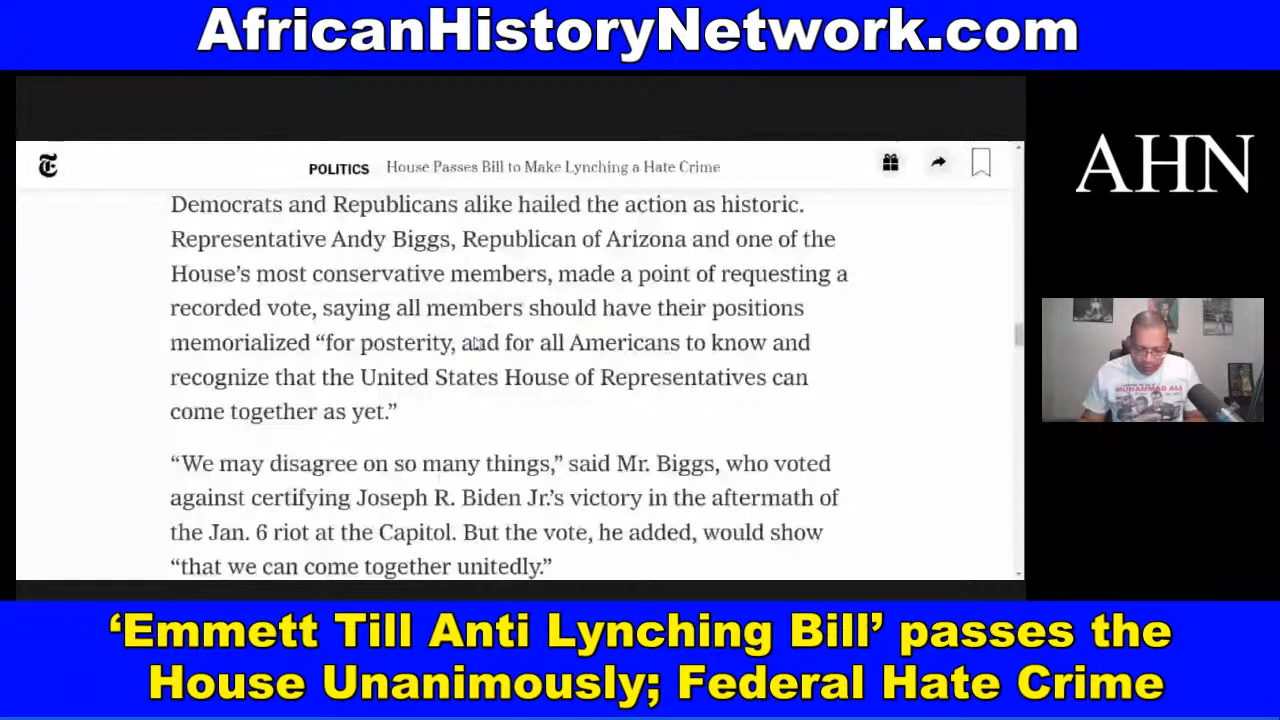 AfricanHistoryNetwork.com
AHN
T
POLITICS House Passes Bill to Make Lynching a Hate Crime
Democrats and Republicans alike hailed the action as historic.
Representative Andy Biggs, Republican of Arizona and one of the
House's most conservative members, made a point of requesting a
recorded vote, saying all members should have their positions
memorialized “for posterity, and for all Americans to know and
recognize that the United States House of Representatives can
come together as yet.”
“We may disagree on so many things,” said Mr. Biggs, who voted
against certifying Joseph R. Biden Jr.'s victory in the aftermath of
the Jan. 6 riot at the Capitol. But the vote, he added, would show
“that we can come together unitedly.”
MUHAMMAD ALI
‘Emmett Till Anti Lynching Bill’ passes the
House Unanimously; Federal Hate Crime